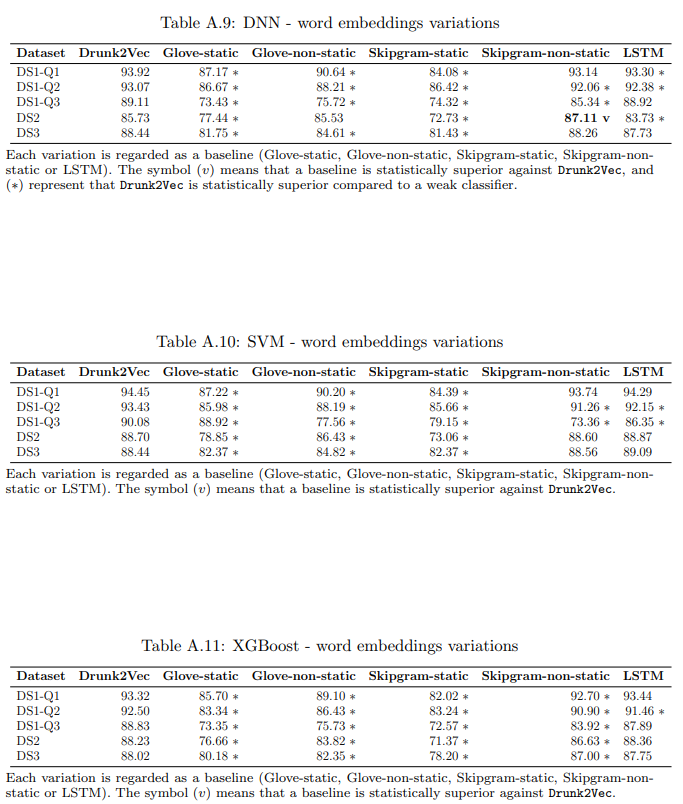 Table A.9: DNN - word embeddings variations
Dataset Drunk2Vec Glove-static Glove-non-static Skipgram-static Skipgram-non-static LSTM
DS1-Q1 93.92 87.17 * 90.64 * 84.08 * 93.14 93.30 *
DS1-Q2 93.07 86.67 * 88.21 * 86.42 * 92.06 * 92.38 *
DS1-Q3 89.11 73.43 * 75.72 * 74.32 * 85.34 * 88.92
DS2 85.73 77.44 * 85.53 72.73 * 87.11 v 83.73 *
DS3 88.44 81.75 * 84.61 * 81.43 * 88.26 87.73
Each variation is regarded as a baseline (Glove-static, Glove-non-static, Skipgram-static, Skipgram-non-
static or LSTM). The symbol (v) means that a baseline is statistically superior against Drunk2Vec, and
(*) represent that Drunk2Vec is statistically superior compared to a weak classifier.
Table A.10: SVM - word embeddings variations
Dataset Drunk2Vec Glove-static Glove-non-static Skipgram-static Skipgram-non-static LSTM
DS1-Q1 94.45 87.22 * 90.20 * 84.39 * 93.74 94.29
DS1-Q2 93.43 85.98 * 88.19 * 85.66 * 91.26 * 92.15 *
DS1-Q3 90.08 88.92 * 77.56 * 79.15 * 73.36 * 86.35 *
DS2 88.70 78.85 * 86.43 * 73.06 * 88.60 88.87
DS3 88.44 82.37 * 84.82 * 82.37 * 88.56 89.09
Each variation is regarded as a baseline (Glove-static, Glove-non-static, Skipgram-static, Skipgram-non-
static or LSTM). The symbol (v) means that a baseline is statistically superior against Drunk2Vec.
Table A.11: XGBoost - word embeddings variations
Dataset Drunk2Vec Glove-static Glove-non-static Skipgram-static Skipgram-non-static LSTM
DS1-Q1 93.32 85.70 * 89.10 * 82.02 * 92.70 * 93.44
DS1-Q2 92.50 83.34 * 86.43 * 83.24 * 90.90 * 91.46 *
DS1-Q3 88.83 73.35 * 75.73 * 72.57 * 83.92 * 87.89
DS2 88.23 76.66 * 83.82 * 71.37 * 86.63 * 88.36
DS3 88.02 80.18 * 82.35 * 78.20 * 87.00 * 87.75
Each variation is regarded as a baseline (Glove-static, Glove-non-static, Skipgram-static, Skipgram-non-
static or LSTM). The symbol (v) means that a baseline is statistically superior against Drunk2Vec.